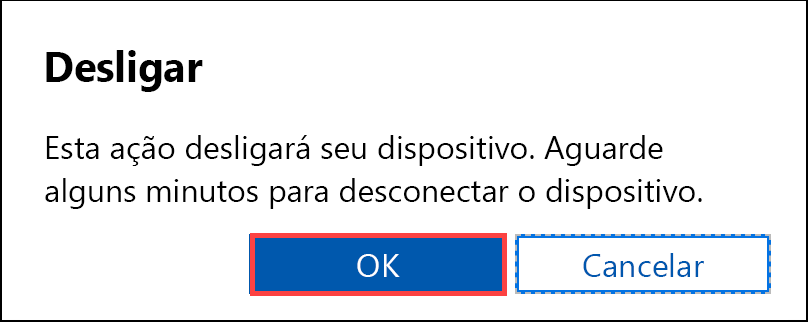 Desligar
Esta ação desligará seu dispositivo. Aguarde
alguns minutos para desconectar o dispositivo.
OK
Cancelar